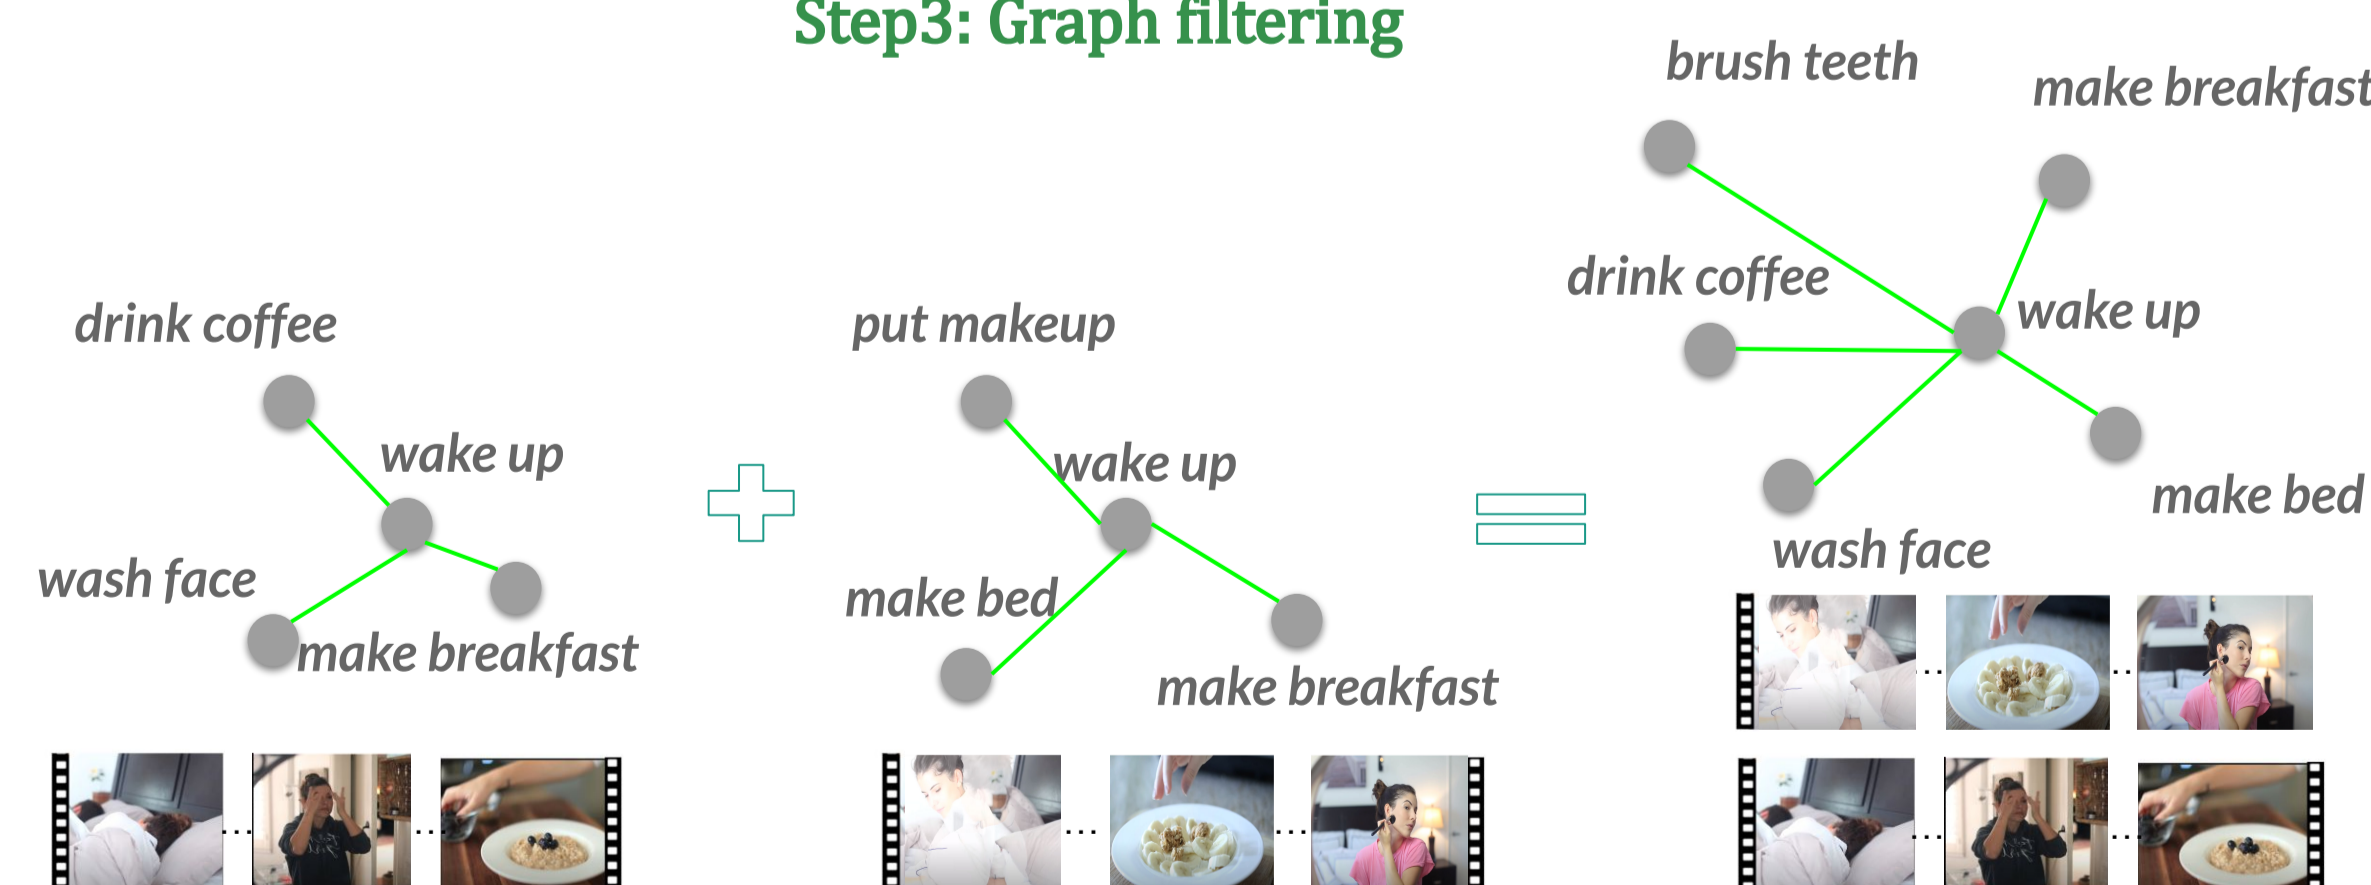 Step3: Graph filtering
drink coffee
wake up
wash face
make breakfast
put makeup
wake up
make bed
make breakfast
brush teeth
make breakfast
drink coffee
wake up
make bed
wash face